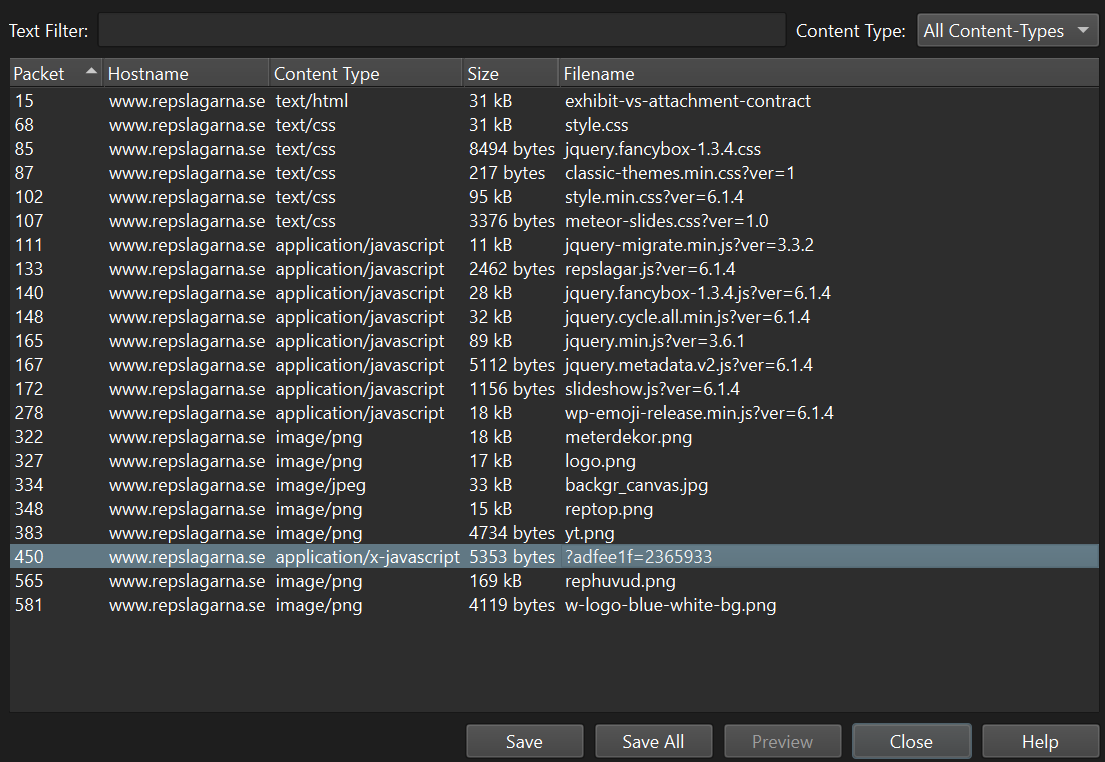 Text Filter: Content Type: All Content-Types
Packet Hostname Content Type Size Filename
15 www.repslagarna.se text/html 31 kB exhibit-vs-attachment-contract
68 www.repslagarna.se text/css 31 kB style.css
85 www.repslagarna.se text/css 8494 bytes jquery.fancybox-1.3.4.css
87 www.repslagarna.se text/css 217 bytes classic-themes.min.css?ver=1
102 www.repslagarna.se text/css 95 kB style.min.css?ver=6.1.4
107 www.repslagarna.se text/css 3376 bytes meteor-slides.css?ver=1.0
111 www.repslagarna.se application/javascript 11 kB jquery-migrate.min.js?ver=3.3.2
133 www.repslagarna.se application/javascript 2462 bytes repslagar.js?ver=6.1.4
140 www.repslagarna.se application/javascript 28 kB jquery.fancybox-1.3.4.js?ver=6.1.4
148 www.repslagarna.se application/javascript 32 kB jquery.cycle.all.min.js?ver=6.1.4
165 www.repslagarna.se application/javascript 89 kB jquery.min.js?ver=3.6.1
167 www.repslagarna.se application/javascript 5112 bytes jquery.metadata.v2.js?ver=6.1.4
172 www.repslagarna.se application/javascript 1156 bytes slideshow.js?ver=6.1.4
278 www.repslagarna.se application/javascript 18 kB wp-emoji-release.min.js?ver=6.1.4
322 www.repslagarna.se image/png 18 kB meterdekor.png
327 www.repslagarna.se image/png 17 kB logo.png
334 www.repslagarna.se image/jpeg 33 kB backgr_canvas.jpg
348 www.repslagarna.se image/png 15 kB reptop.png
383 www.repslagarna.se image/png 4734 bytes yt.png
450 www.repslagarna.se application/x-javascript 5353 bytes ?adfee1f=2365933
565 www.repslagarna.se image/png 169 kB rephuvud.png
581 www.repslagarna.se image/png 4119 bytes w-logo-blue-white-bg.png
Save Save All Preview Close Help